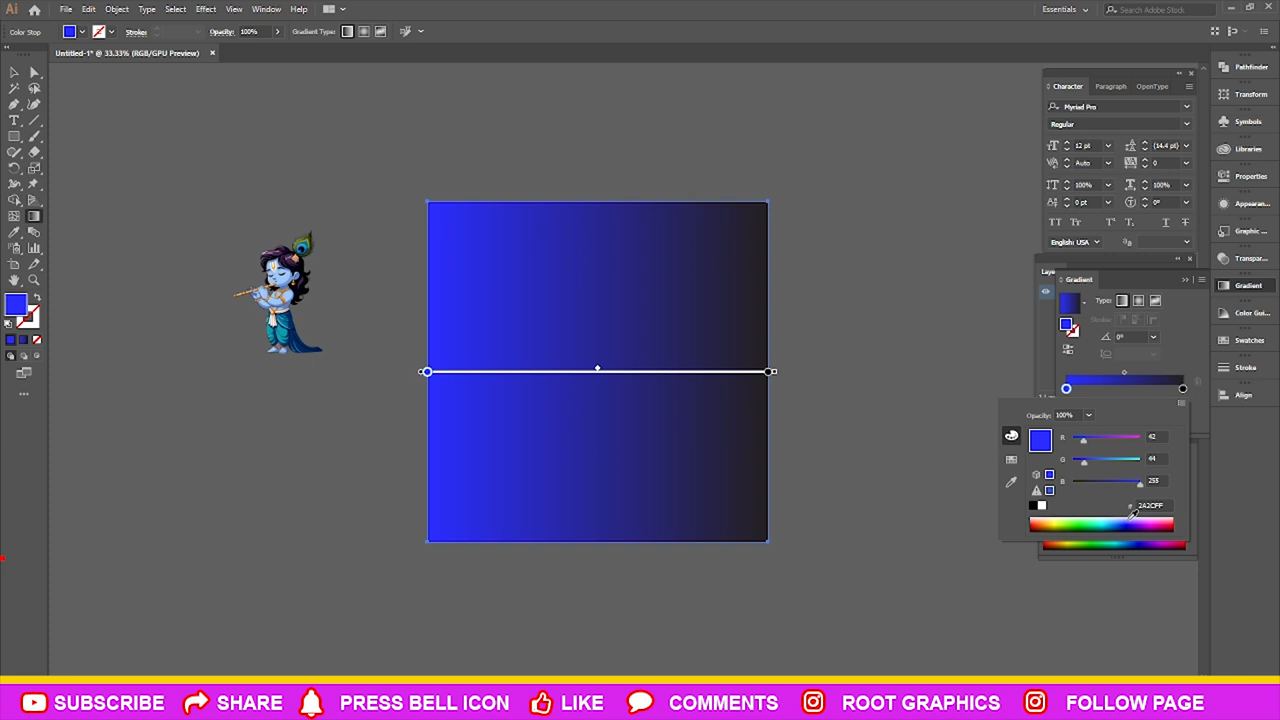 Ai File Edit Object Type Select Effect View Window Help Essentials Search Adobe Stock
Color Stop Stroke: Opacity: 100% Gradient Type:
Untitled-1* @ 33.33% (RGB/GPU Preview)
Character Paragraph OpenType
Myriad Pro
Regular
12 pt (14.4 pt)
Auto 0
100% 100%
0 pt 0°
English: USA
Pathfinder
Transform
Symbols
Libraries
Properties
Appearan...
Graphic ...
Transpar...
Gradient
Color Gui...
Swatches
Stroke
Align
Laye
Gradient
Type:
Stroke:
0°
Opacity: 100%
R 42
G 44
B 255
# 2A2CFF
SUBSCRIBE SHARE PRESS BELL ICON LIKE COMMENTS ROOT GRAPHICS FOLLOW PAGE